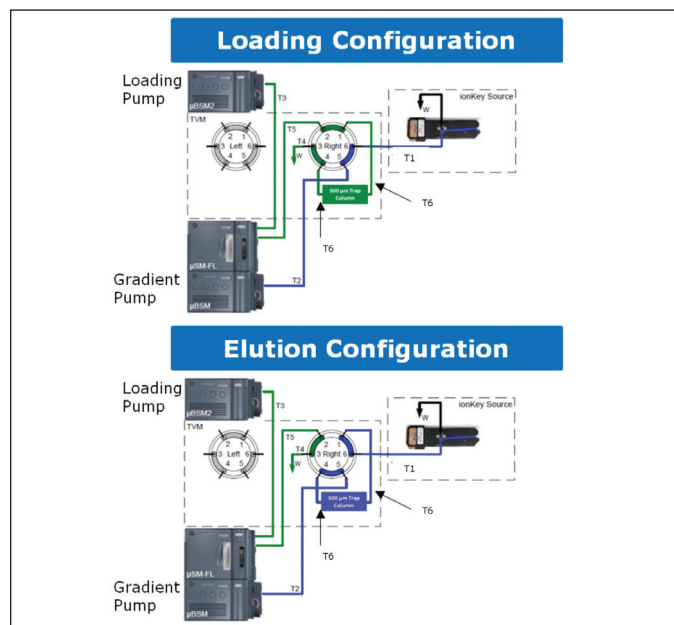 Loading Configuration
Loading
Pump
µBSM2
T3
TVM
ionKey Source
W
T5
T4
W
2 1
3 Left 6
4 5
2 1
3 Right 6
4 5
T1
300 µm Trap
Column
T6
T6
µSM-FL
Gradient
Pump
µBSM
T2
Elution Configuration
Loading
Pump
µBSM2
T3
TVM
ionKey Source
W
T5
T4
W
2 1
3 Left 6
4 5
2 1
3 Right 6
4 5
T1
300 µm Trap
Column
T6
T6
µSM-FL
Gradient
Pump
µBSM
T2